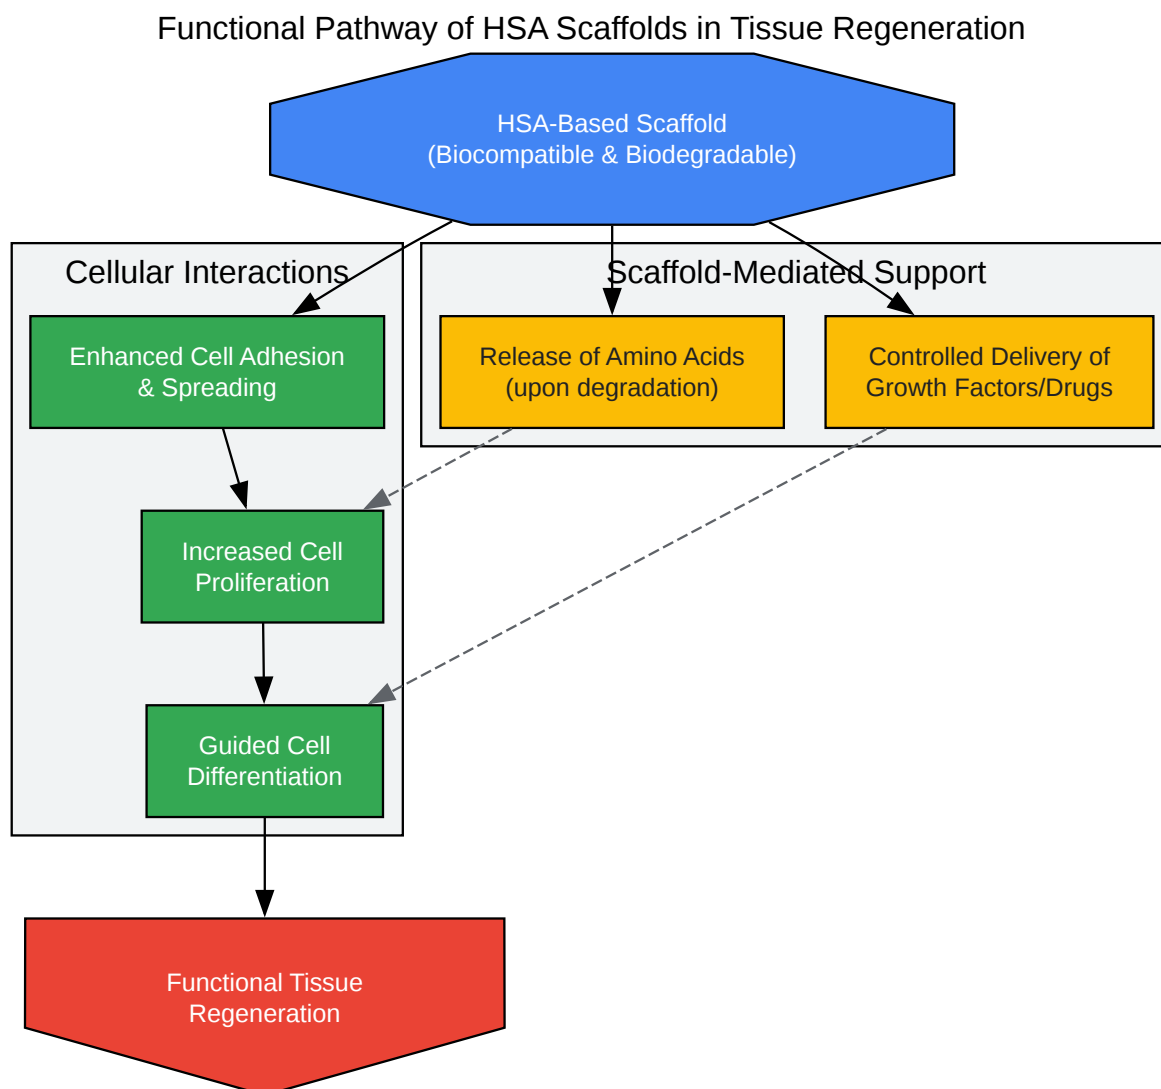 Functional Pathway of HSA Scaffolds in Tissue Regeneration
HSA-Based Scaffold
(Biocompatible & Biodegradable)
Cellular Interactions
Scaffold-Mediated Support
Enhanced Cell Adhesion
& Spreading
Release of Amino Acids
(upon degradation)
Controlled Delivery of
Growth Factors/Drugs
Increased Cell
Proliferation
Guided Cell
Differentiation
Functional Tissue
Regeneration